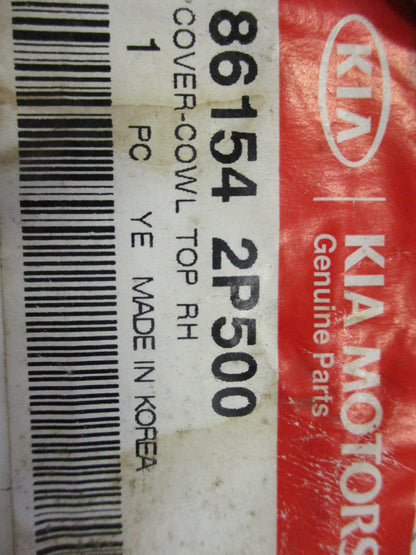 KIA
KIA MOTORS
Genuine Parts
86154 2P500
COVER-COWL TOP RH
1 PC YE MADE IN KOREA